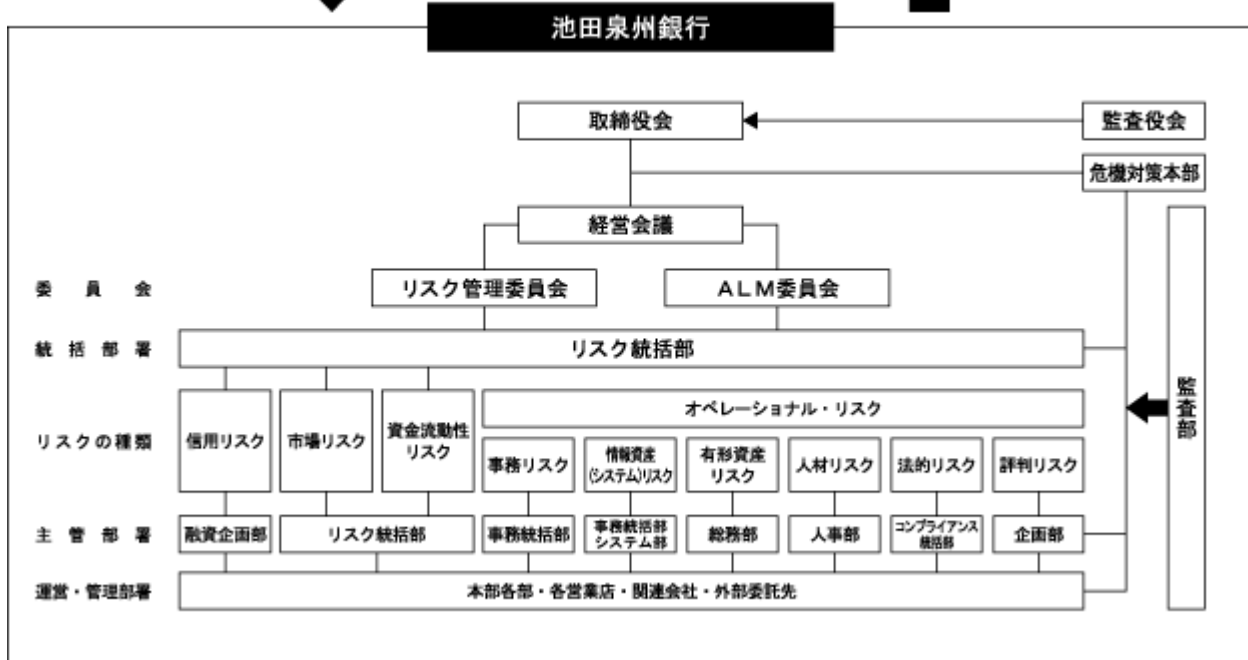 池田泉州銀行
取締役会
監査役会
危機対策本部
経営会議
委員会
リスク管理委員会
ALM委員会
統括部署
リスク統括部
監査部
リスクの種類
信用リスク
市場リスク
資金流動性
リスク
オペレーショナル・リスク
事務リスク
情報資産
(システム)リスク
有形資産
リスク
人材リスク
法的リスク
評判リスク
主管部署
融資企画部
リスク統括部
事務統括部
事務統括部
システム部
総務部
人事部
コンプライアンス
統括部
企画部
運営・管理部署
本部各部・各営業店・関連会社・外部委託先